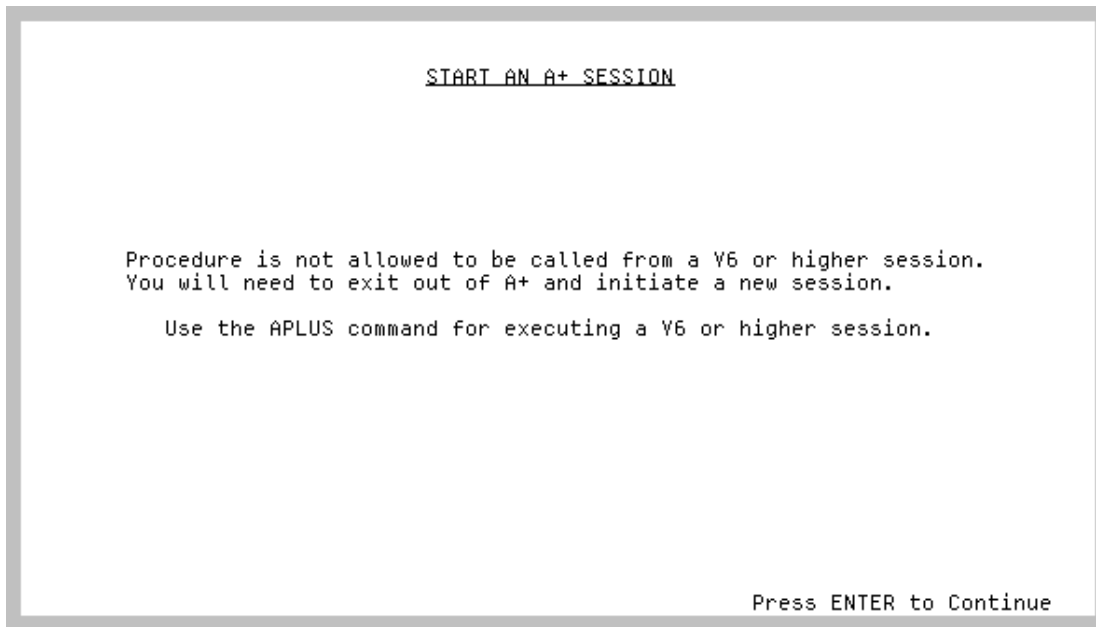 START AN A+ SESSION
Procedure is not allowed to be called from a V6 or higher session.
You will need to exit out of A+ and initiate a new session.
Use the APLUS command for executing a V6 or higher session.
Press ENTER to Continue